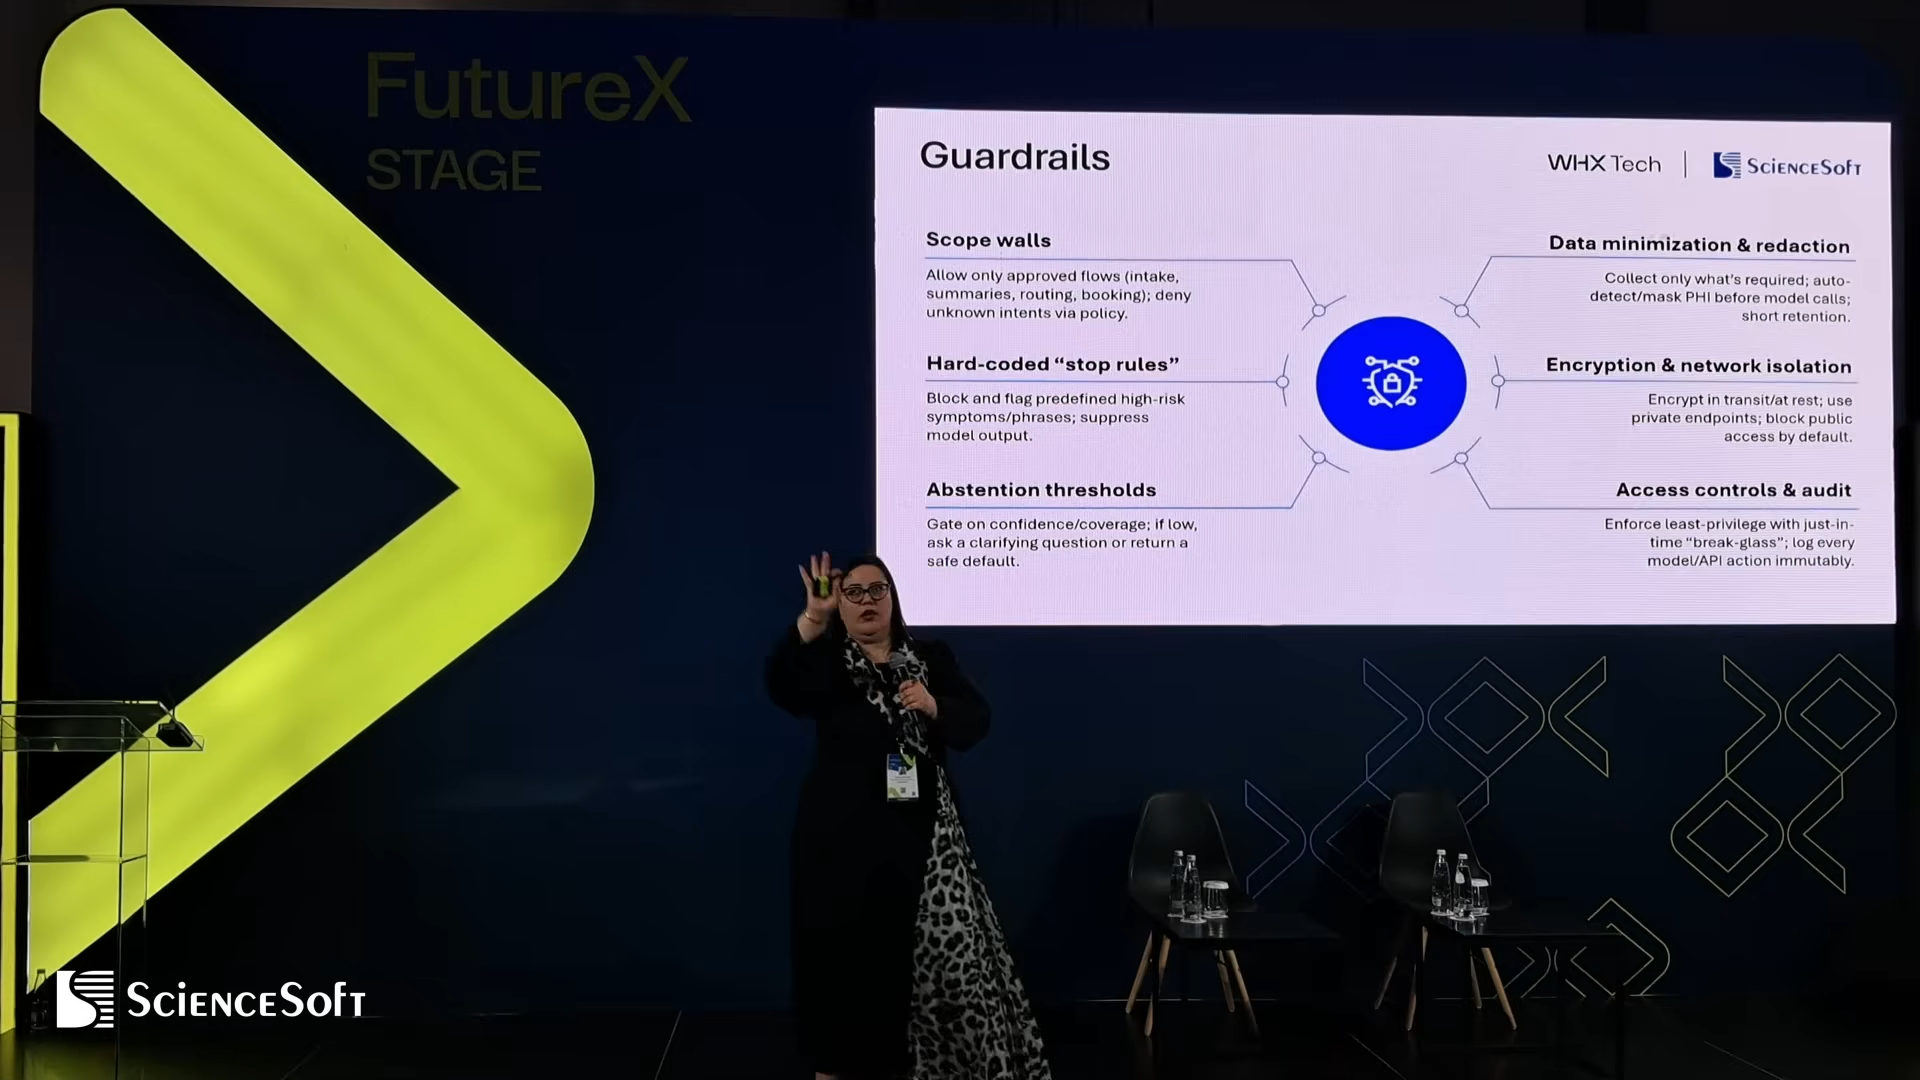 FutureX
STAGE
Guardrails
WHX Tech
ScienceSoft
Scope walls
Allow only approved flows (intake,
summaries, routing, booking); deny
unknown intents via policy.
Hard-coded “stop rules”
Block and flag predefined high-risk
symptoms/phrases; suppress
model output.
Abstention thresholds
Gate on confidence/coverage; if low,
ask a clarifying question or return a
safe default.
Data minimization & redaction
Collect only what’s required; auto-
detect/mask PHI before model calls;
short retention.
Encryption & network isolation
Encrypt in transit/at rest; use
private endpoints; block public
access by default.
Access controls & audit
Enforce least-privilege with just-in-
time “break-glass”; log every
model/API action immutably.
ScienceSoft